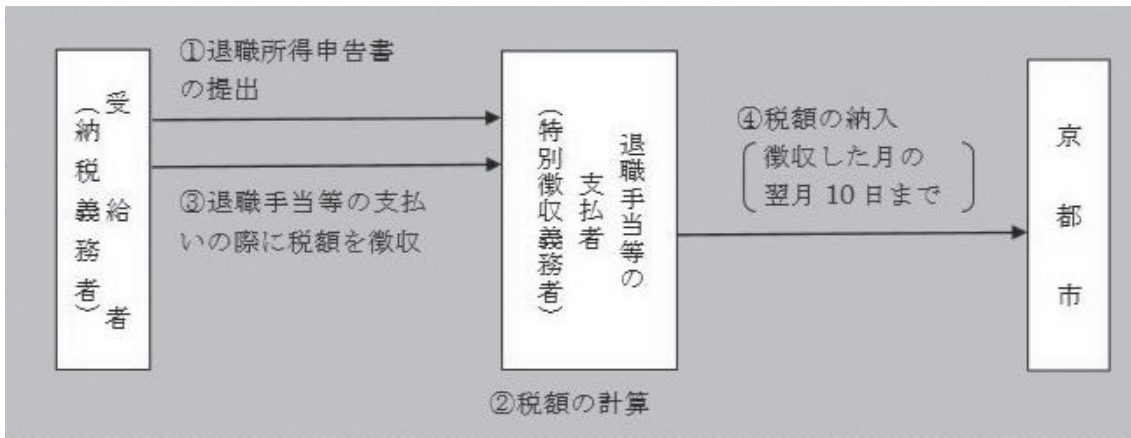 受給者
（納税義務者）
①退職所得申告書
の提出
③退職手当等の支払
いの際に税額を徴収
退職手当等の
支払者
（特別徴収義務者）
②税額の計算
④税額の納入
徴収した月の
翌月 10 日まで
京都市